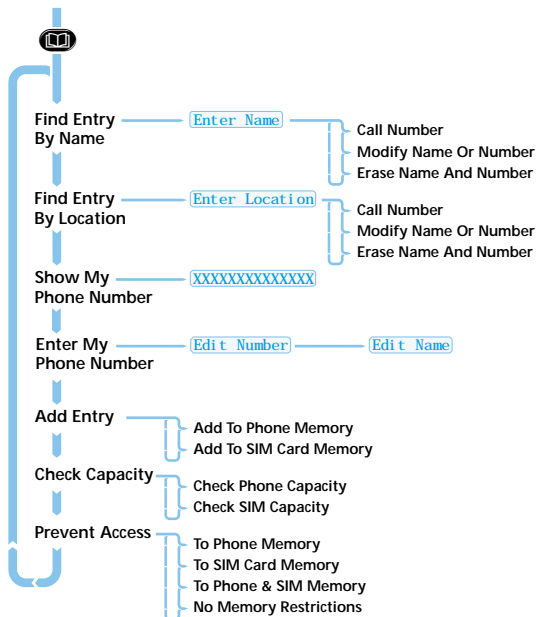 Find Entry
By Name
Enter Name
Call Number
Modify Name Or Number
Erase Name And Number
Find Entry
By Location
Enter Location
Call Number
Modify Name Or Number
Erase Name And Number
Show My
Phone Number
XXXXXXXXXXXXXX
Enter My
Phone Number
Edit Number
Edit Name
Add Entry
Add To Phone Memory
Add To SIM Card Memory
Check Capacity
Check Phone Capacity
Check SIM Capacity
Prevent Access
To Phone Memory
To SIM Card Memory
To Phone & SIM Memory
No Memory Restrictions